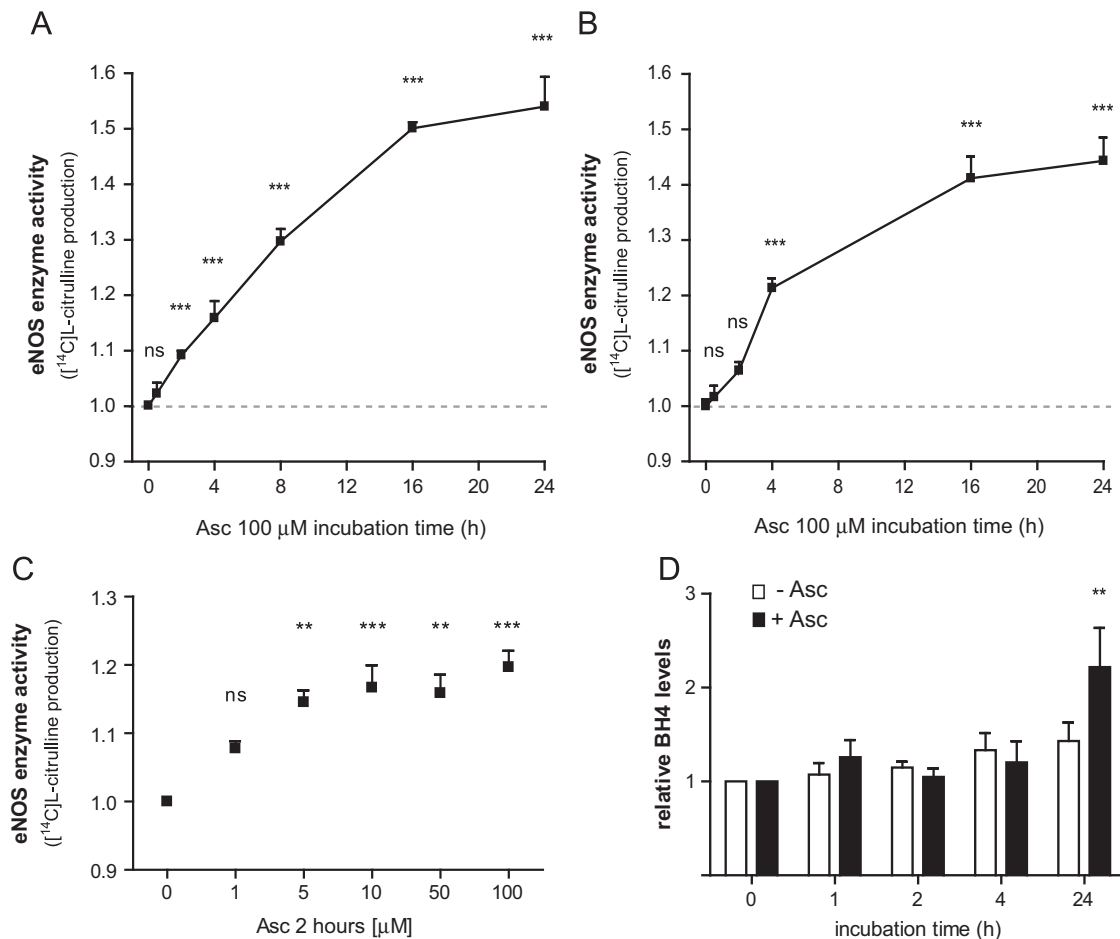 A
eNOS enzyme activity
([¹⁴C]L-citrulline production)
1.6
1.5
1.4
1.3
1.2
1.1
1.0
0.9
ns
***
***
***
***
***
0 4 8 12 16 20 24
Asc 100 µM incubation time (h)
B
eNOS enzyme activity
([¹⁴C]L-citrulline production)
1.6
1.5
1.4
1.3
1.2
1.1
1.0
0.9
ns
ns
***
***
***
0 4 8 12 16 20 24
Asc 100 µM incubation time (h)
C
eNOS enzyme activity
([¹⁴C]L-citrulline production)
1.3
1.2
1.1
1.0
0.9
ns
**
***
**
***
0 1 5 10 50 100
Asc 2 hours [µM]
D
- Asc
+ Asc
**
relative BH4 levels
3
2
1
0 1 2 4 24
incubation time (h)